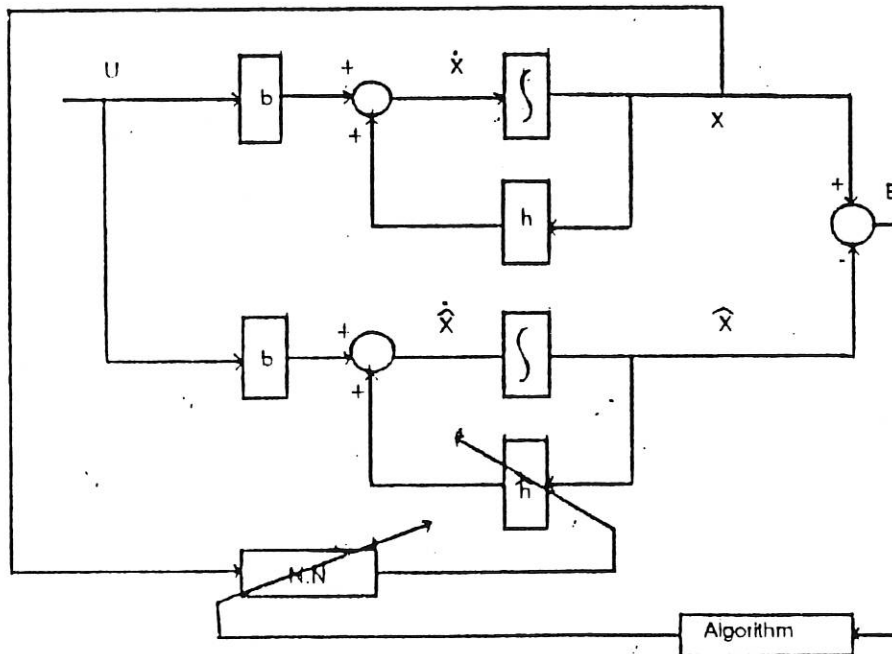 U
b
+
+
Ẋ
∫
X
h
+
-
E
b
+
+
X̂̇
∫
X̂
h
N.N
Algorithm